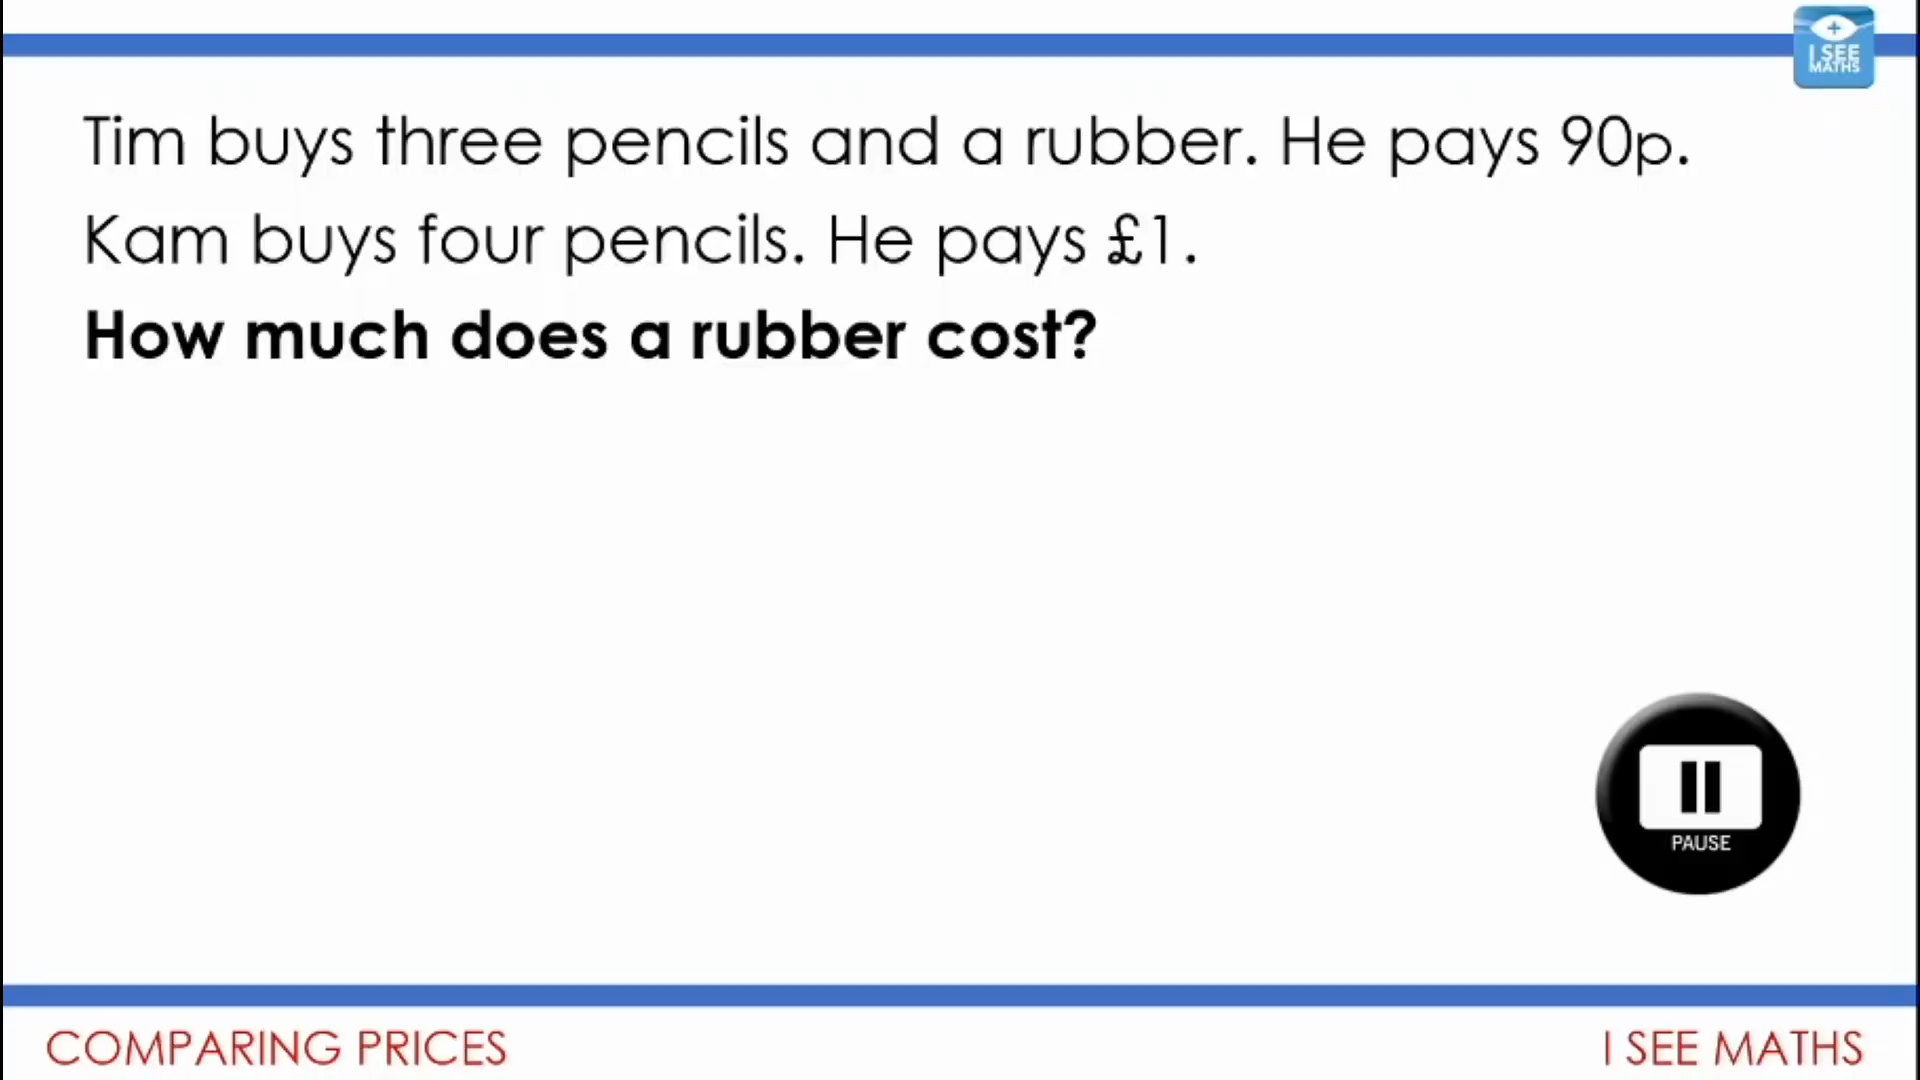 I SEE
MATHS
Tim buys three pencils and a rubber. He pays 90p.
Kam buys four pencils. He pays £1.
How much does a rubber cost?
PAUSE
COMPARING PRICES
I SEE MATHS